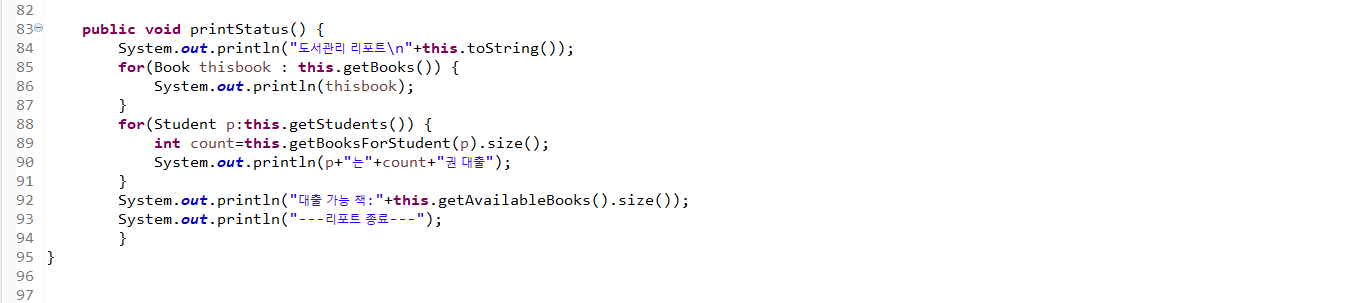 82
83 public void printStatus() {
84 System.out.println("도서관리 리포트\n"+this.toString());
85 for(Book thisbook : this.getBooks()) {
86 System.out.println(thisbook);
87 }
88 for(Student p:this.getStudents()) {
89 int count=this.getBooksForStudent(p).size();
90 System.out.println(p+"는"+count+"권 대출");
91 }
92 System.out.println("대출 가능 책:"+this.getAvailableBooks().size());
93 System.out.println("---리포트 종료---");
94 }
95 }
96
97